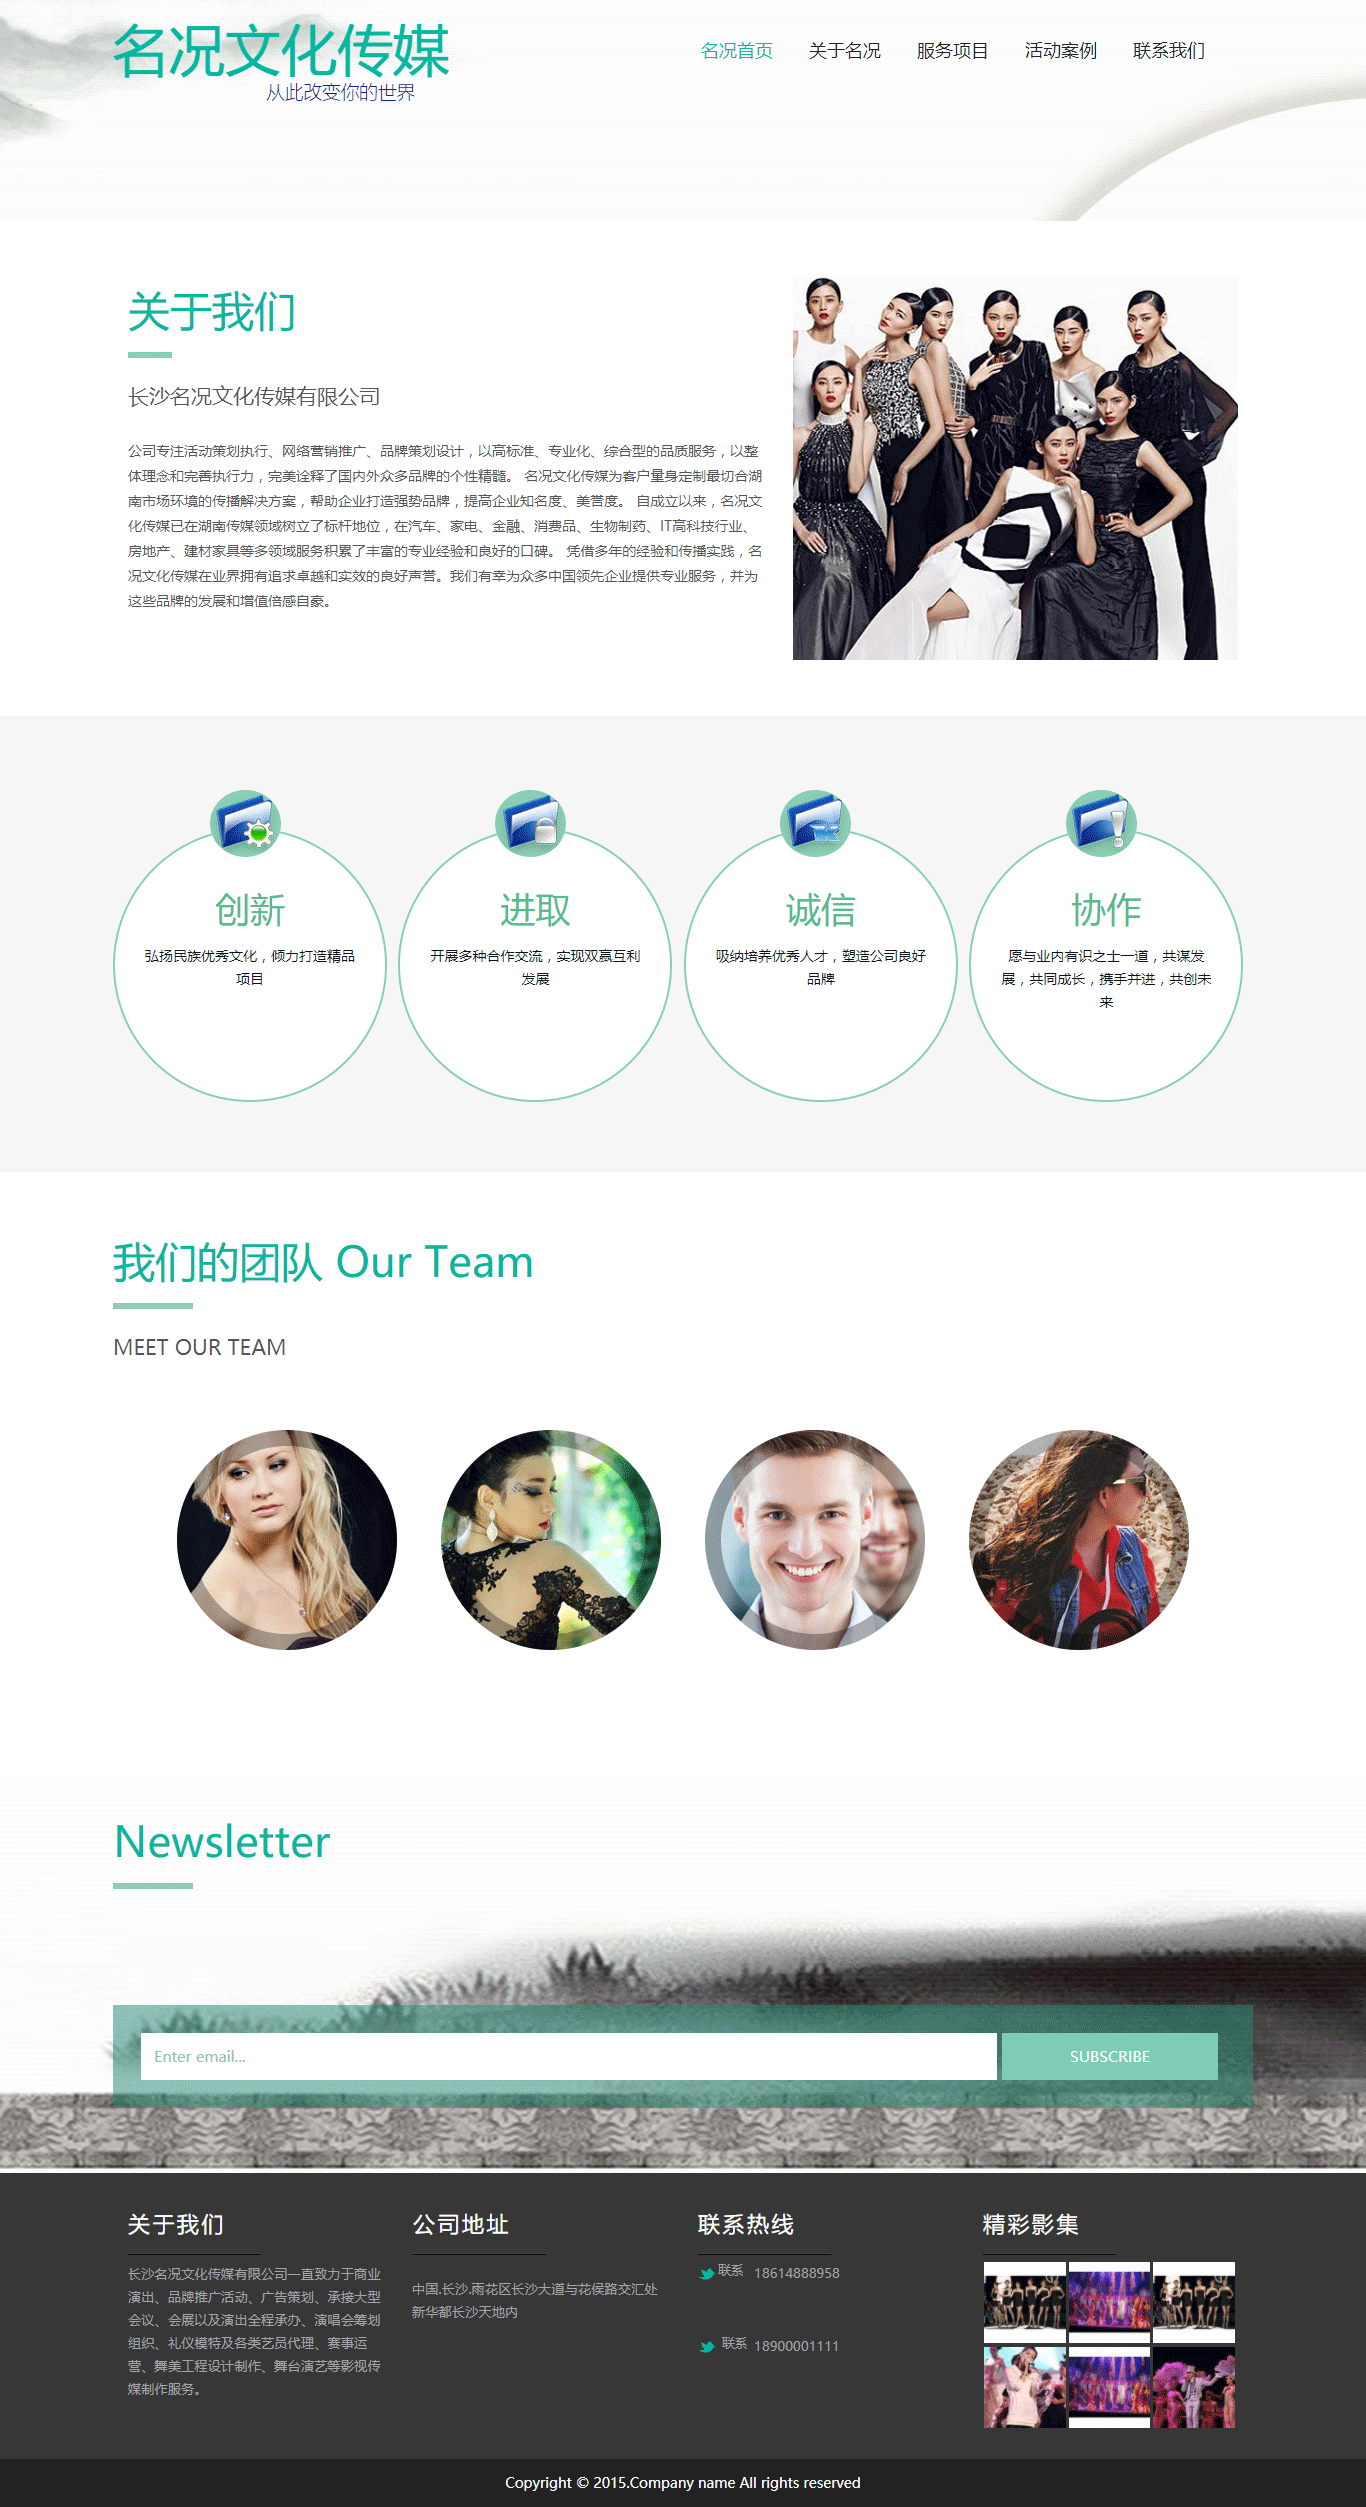 名况文化传媒
从此改变你的世界
名况首页 关于名况 服务项目 活动案例 联系我们
关于我们
长沙名况文化传媒有限公司
公司专注活动策划执行、网络营销推广、品牌策划设计，以高标准、专业化、综合型的品质服务，以整
体理念和完善执行力，完美诠释了国内外众多品牌的个性精髓。 名况文化传媒为客户量身定制最切合湖
南市场环境的传播解决方案，帮助企业打造强势品牌，提高企业知名度、美誉度。 自成立以来，名况文
化传媒已在湖南传媒领域树立了标杆地位，在汽车、家电、金融、消费品、生物制药、IT高科技行业、
房地产、建材家具等多领域服务积累了丰富的专业经验和良好的口碑。 凭借多年的经验和传播实践，名
况文化传媒在业界拥有追求卓越和实效的良好声誉。我们有幸为众多中国领先企业提供专业服务，并为
这些品牌的发展和增值倍感自豪。
创新
弘扬民族优秀文化，倾力打造精品
项目
进取
开展多种合作交流，实现双赢互利
发展
诚信
吸纳培养优秀人才，塑造公司良好
品牌
协作
愿与业内有识之士一道，共谋发
展，共同成长，携手并进，共创未
来
我们的团队 Our Team
MEET OUR TEAM
Newsletter
Enter email...
SUBSCRIBE
关于我们
长沙名况文化传媒有限公司一直致力于商业
演出、品牌推广活动、广告策划、承接大型
会议、会展以及演出全程承办、演唱会筹划
组织、礼仪模特及各类艺员代理、赛事运
营、舞美工程设计制作、舞台演艺等影视传
媒制作服务。
公司地址
中国.长沙.雨花区长沙大道与花侯路交汇处
新华都长沙天地内
联系热线
联系 18614888958
联系 18900001111
精彩影集
Copyright © 2015.Company name All rights reserved